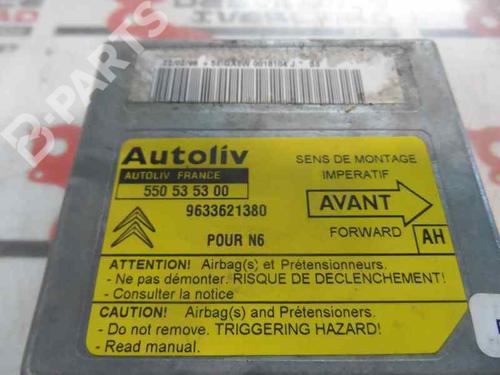 B-PARTS
Autoliv
AUTOLIV FRANCE
550 53 53 00
9633621380
POUR N6
SENS DE MONTAGE
IMPERATIF
AVANT
FORWARD
AH
ATTENTION! Airbag(s) et Prétensionneurs.
- Ne pas démonter. RISQUE DE DECLENCHEMENT!
- Consulter la notice
CAUTION! Airbag(s) and Prétensioners.
- Do not remove. TRIGGERING HAZARD!
- Read manual.